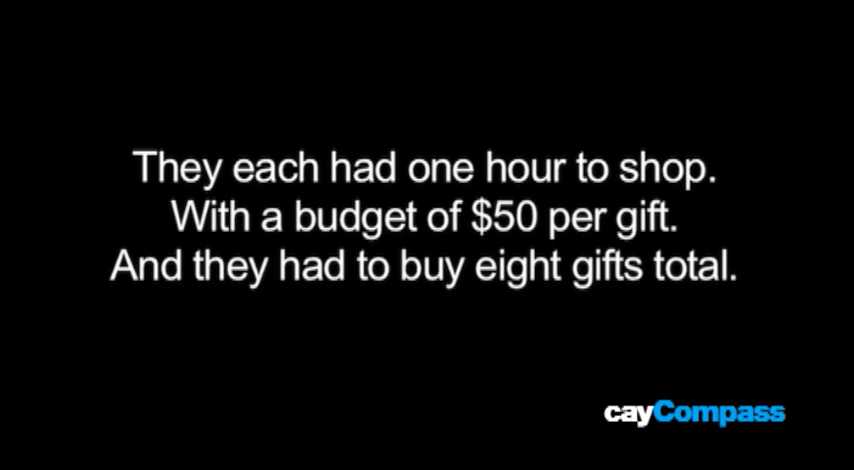 They each had one hour to shop.
With a budget of $50 per gift.
And they had to buy eight gifts total.
cayCompass